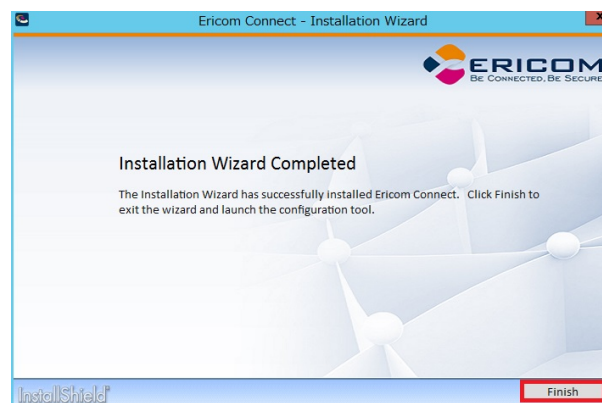 Ericom Connect - Installation Wizard
x
ERICOM
BE CONNECTED, BE SECURE
Installation Wizard Completed
The Installation Wizard has successfully installed Ericom Connect. Click Finish to
exit the wizard and launch the configuration tool.
InstallShield
Finish